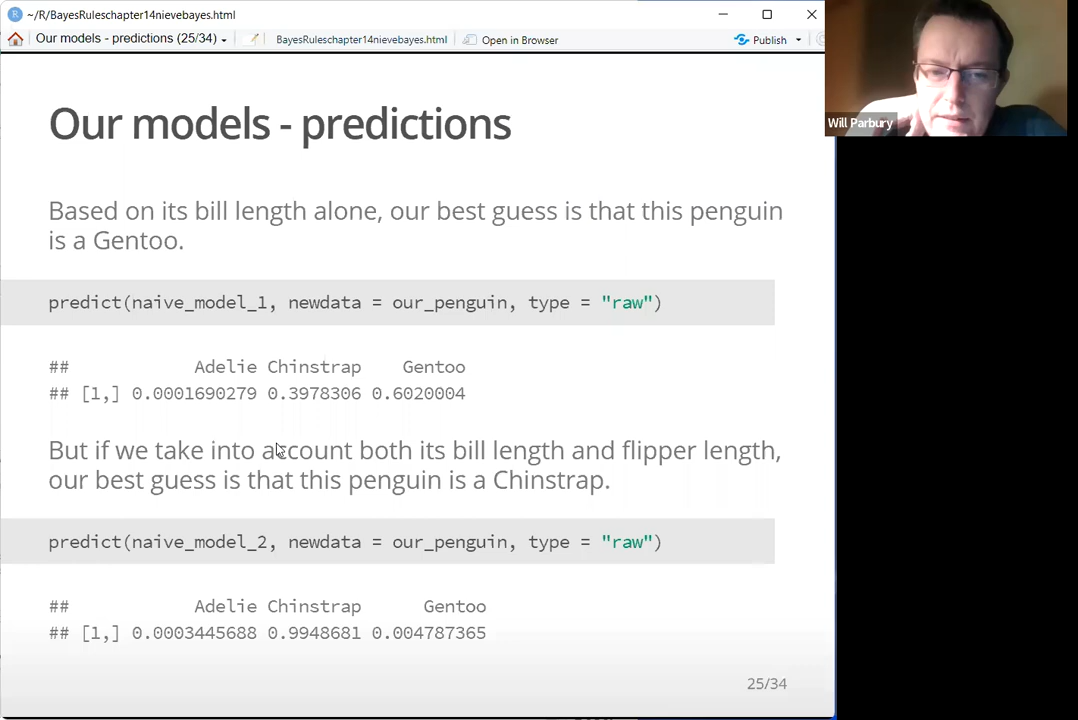 ~/R/BayesRuleschapter14nievebayes.html
Our models - predictions (25/34)
BayesRuleschapter14nievebayes.html
Open in Browser
Publish
Will Parbury
Our models - predictions
Based on its bill length alone, our best guess is that this penguin
is a Gentoo.
predict(naive_model_1, newdata = our_penguin, type = "raw")
## Adelie Chinstrap Gentoo
## [1,] 0.0001690279 0.3978306 0.6020004
But if we take into account both its bill length and flipper length,
our best guess is that this penguin is a Chinstrap.
predict(naive_model_2, newdata = our_penguin, type = "raw")
## Adelie Chinstrap Gentoo
## [1,] 0.0003445688 0.9948681 0.004787365
25/34